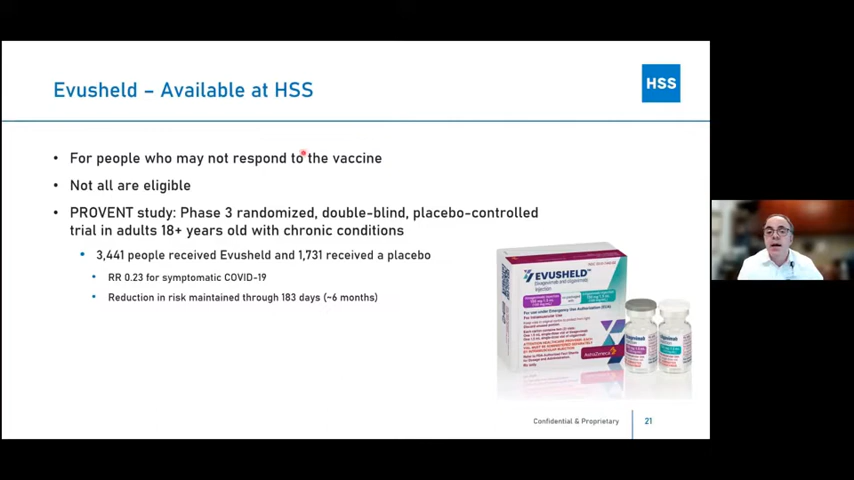 Evusheld – Available at HSS
HSS
• For people who may not respond to the vaccine
• Not all are eligible
• PROVENT study: Phase 3 randomized, double-blind, placebo-controlled
trial in adults 18+ years old with chronic conditions
• 3,441 people received Evusheld and 1,731 received a placebo
• RR 0.23 for symptomatic COVID-19
• Reduction in risk maintained through 183 days (~6 months)
EVUSHELD™
injection
AstraZeneca
Confidential & Proprietary
21